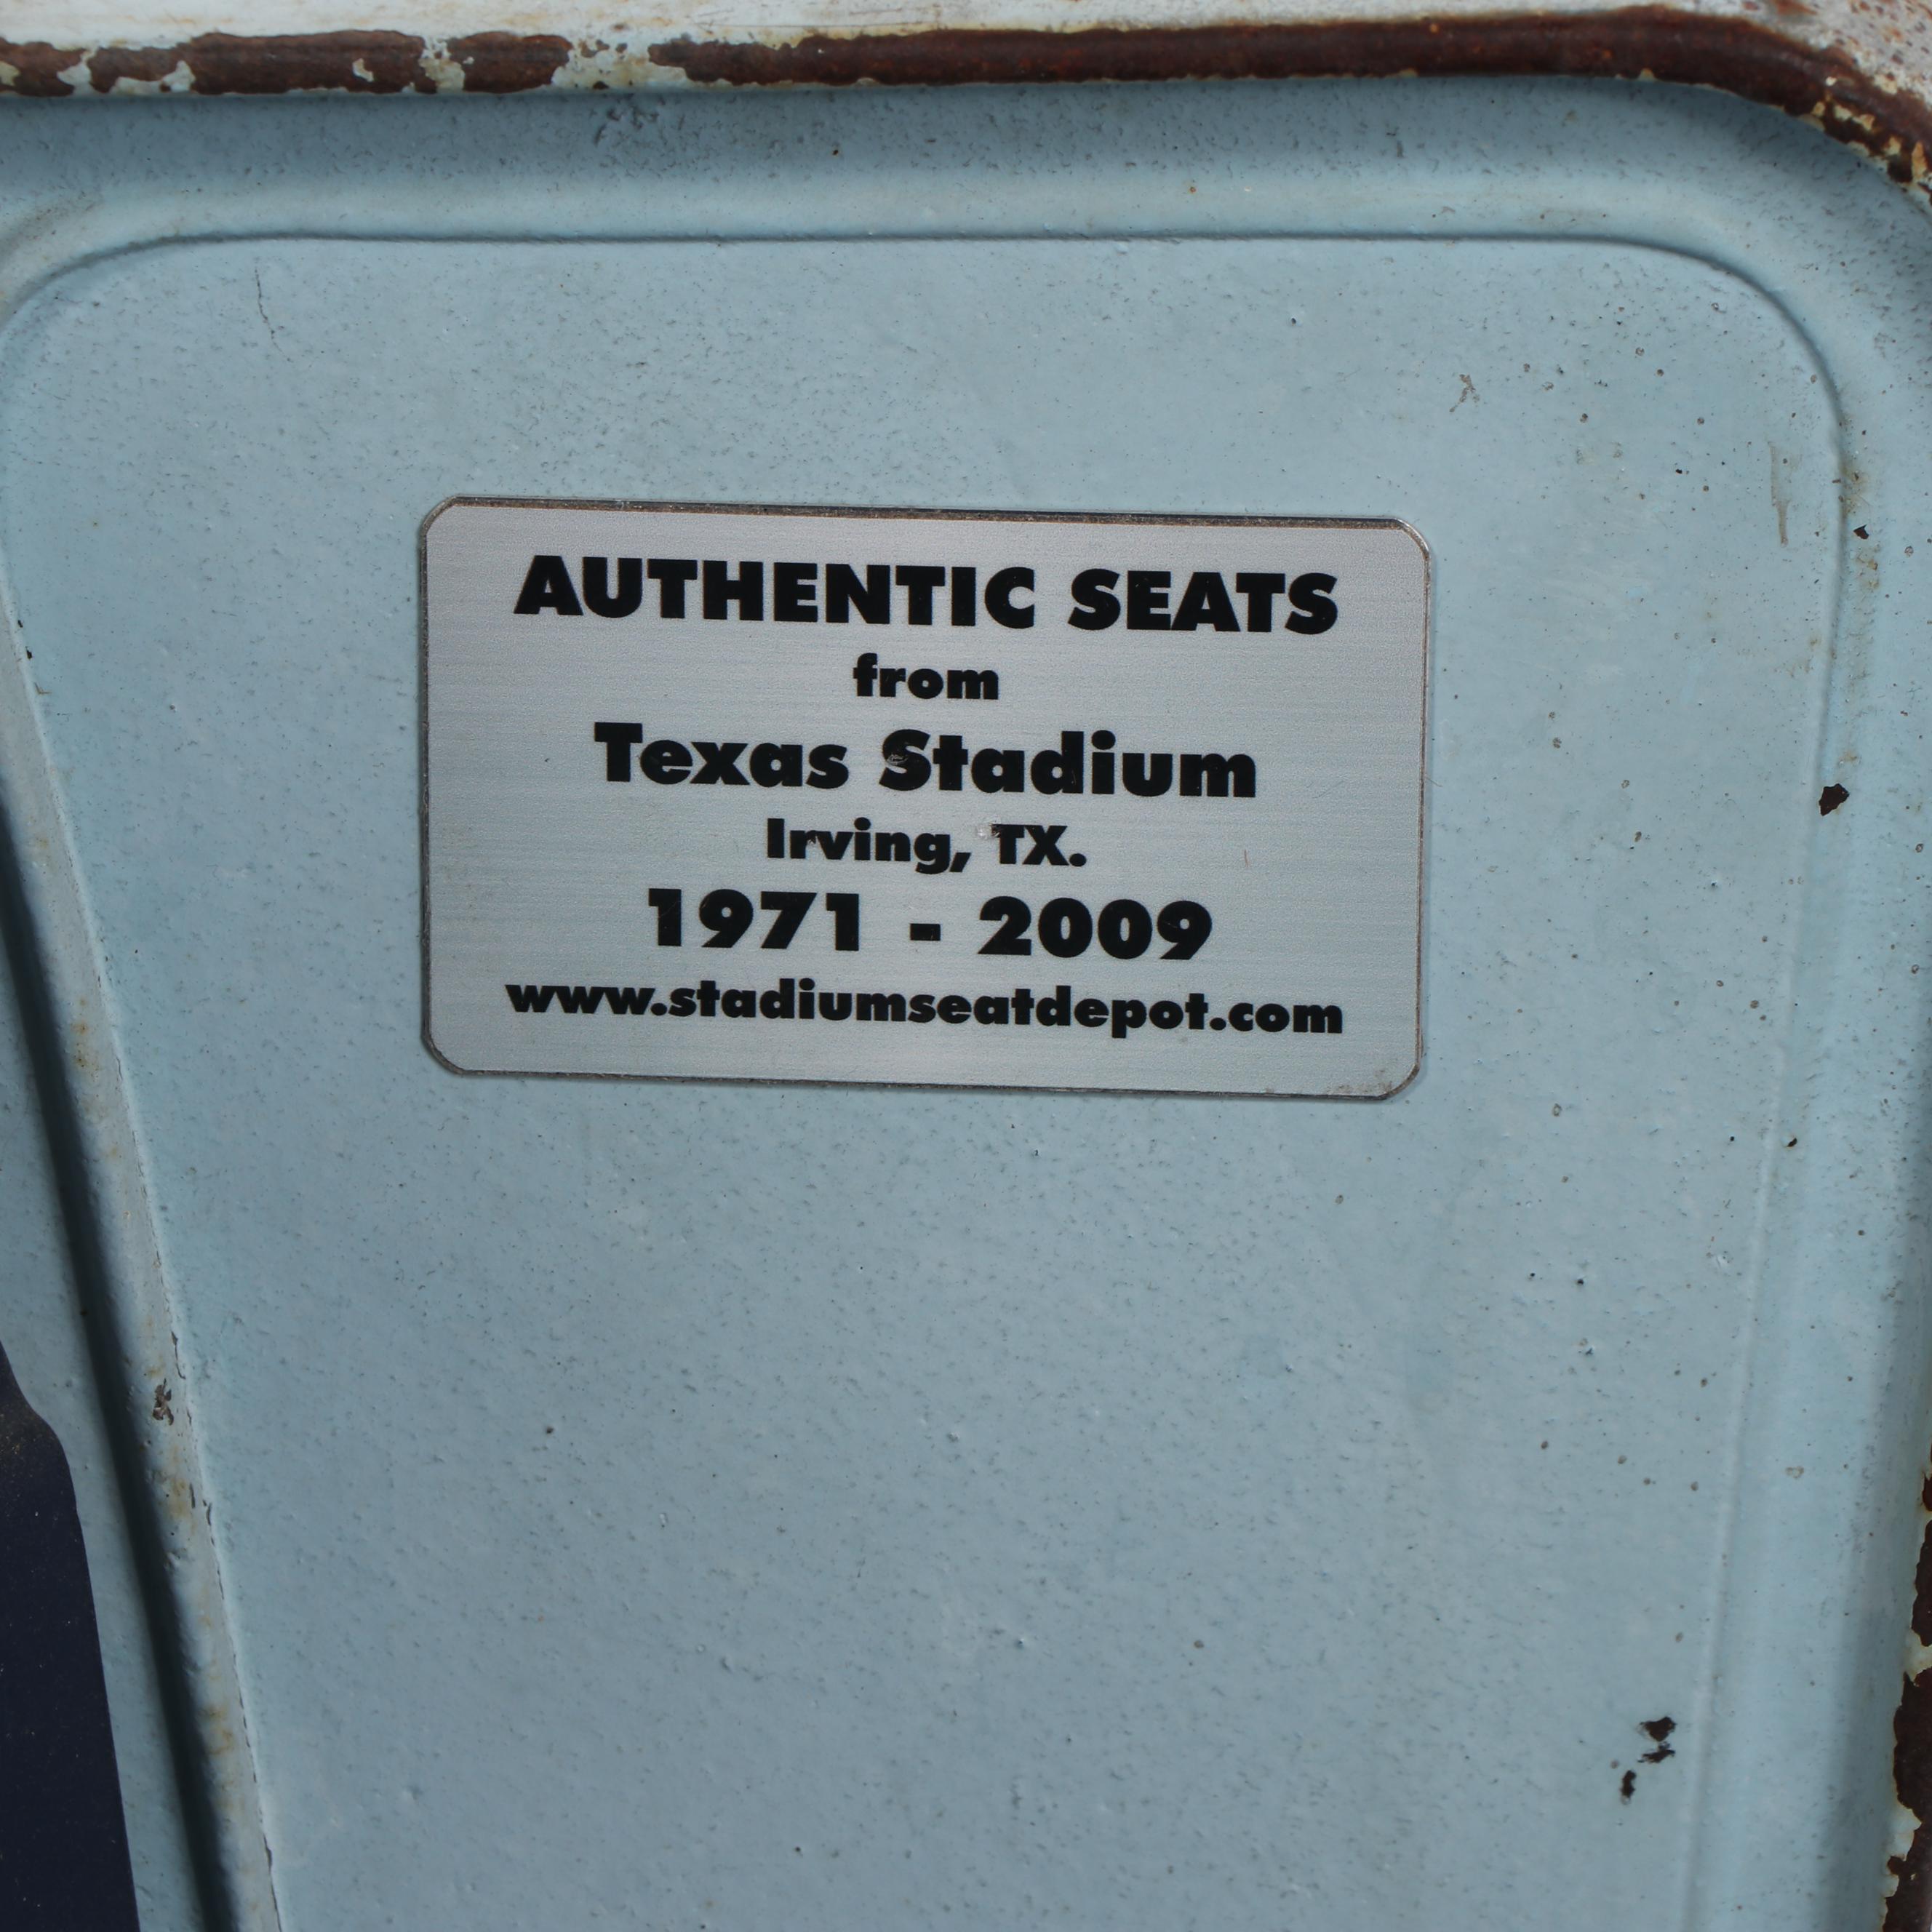 AUTHENTIC SEATS
from
Texas Stadium
Irving, TX.
1971 - 2009
www.stadiumseatdepot.com